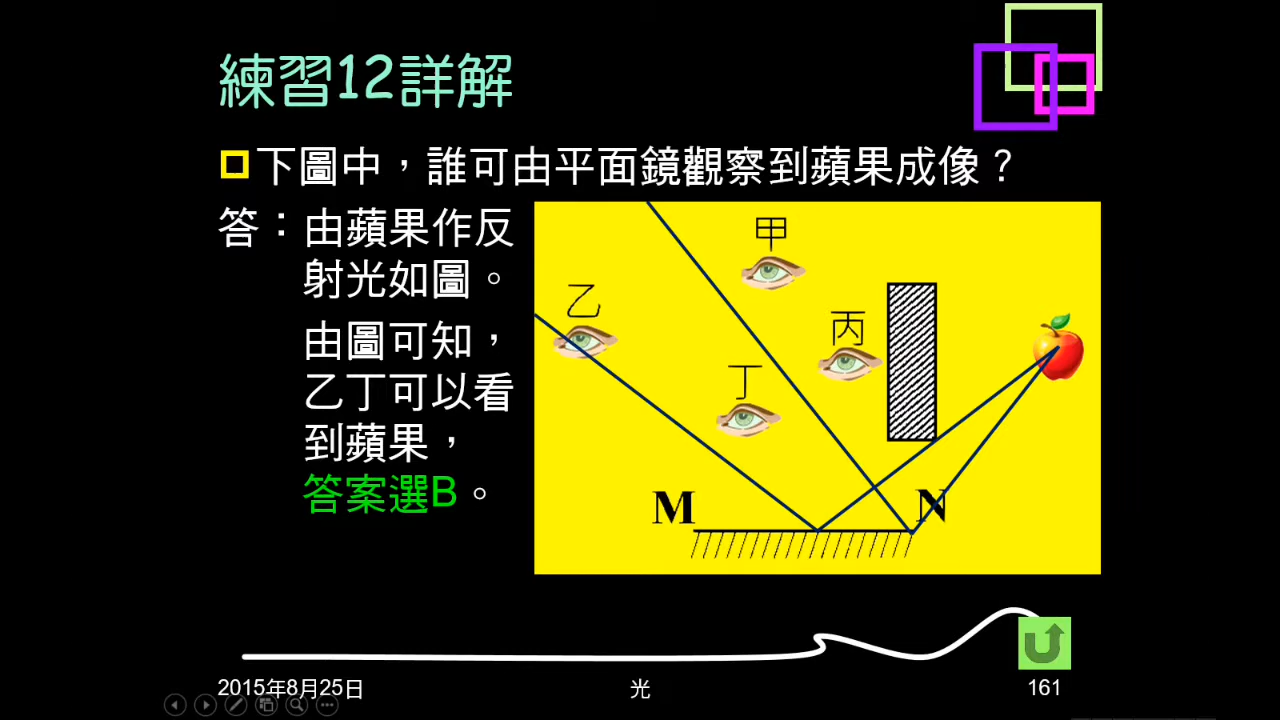 練習12詳解
下圖中，誰可由平面鏡觀察到蘋果成像？
答：由蘋果作反
射光如圖。
由圖可知，
乙丁可以看
到蘋果，
答案選B。
甲
乙
丙
丁
M
N
2015年8月25日
光
161